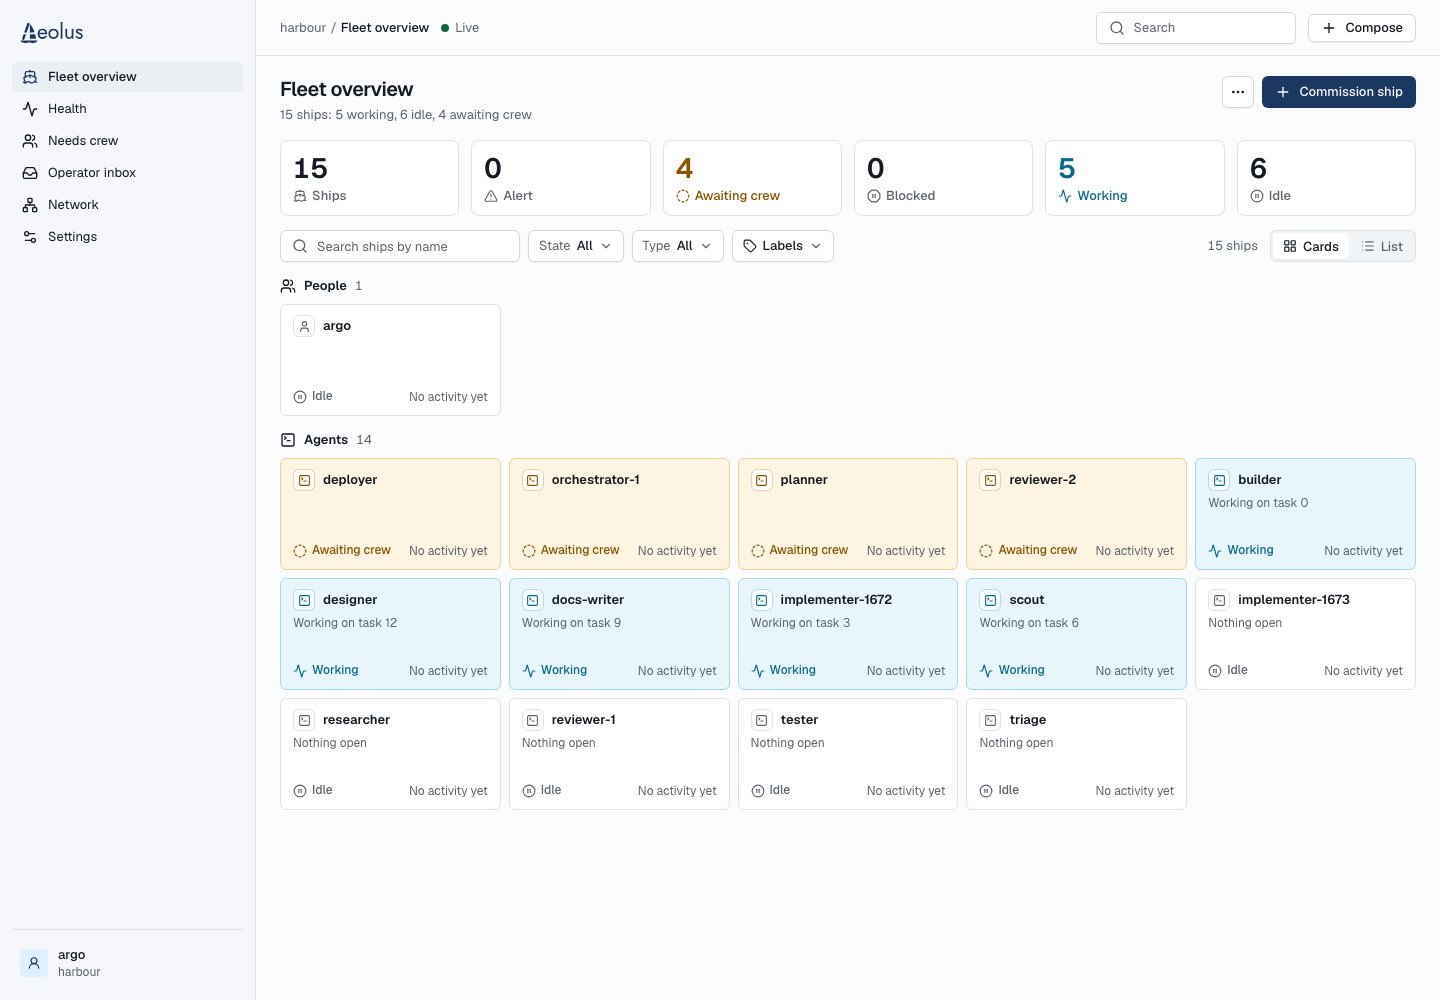 Aeolus
Fleet overview
Health
Needs crew
Operator inbox
Network
Settings
argo
harbour
harbour / Fleet overview Live
Search
Compose
Fleet overview
15 ships: 5 working, 6 idle, 4 awaiting crew
Commission ship
15
Ships
0
Alert
4
Awaiting crew
0
Blocked
5
Working
6
Idle
Search ships by name
State All
Type All
Labels
15 ships
Cards
List
People 1
argo
Idle No activity yet
Agents 14
deployer
Awaiting crew No activity yet
orchestrator-1
Awaiting crew No activity yet
planner
Awaiting crew No activity yet
reviewer-2
Awaiting crew No activity yet
builder
Working on task 0
Working No activity yet
designer
Working on task 12
Working No activity yet
docs-writer
Working on task 9
Working No activity yet
implementer-1672
Working on task 3
Working No activity yet
scout
Working on task 6
Working No activity yet
implementer-1673
Nothing open
Idle No activity yet
researcher
Nothing open
Idle No activity yet
reviewer-1
Nothing open
Idle No activity yet
tester
Nothing open
Idle No activity yet
triage
Nothing open
Idle No activity yet